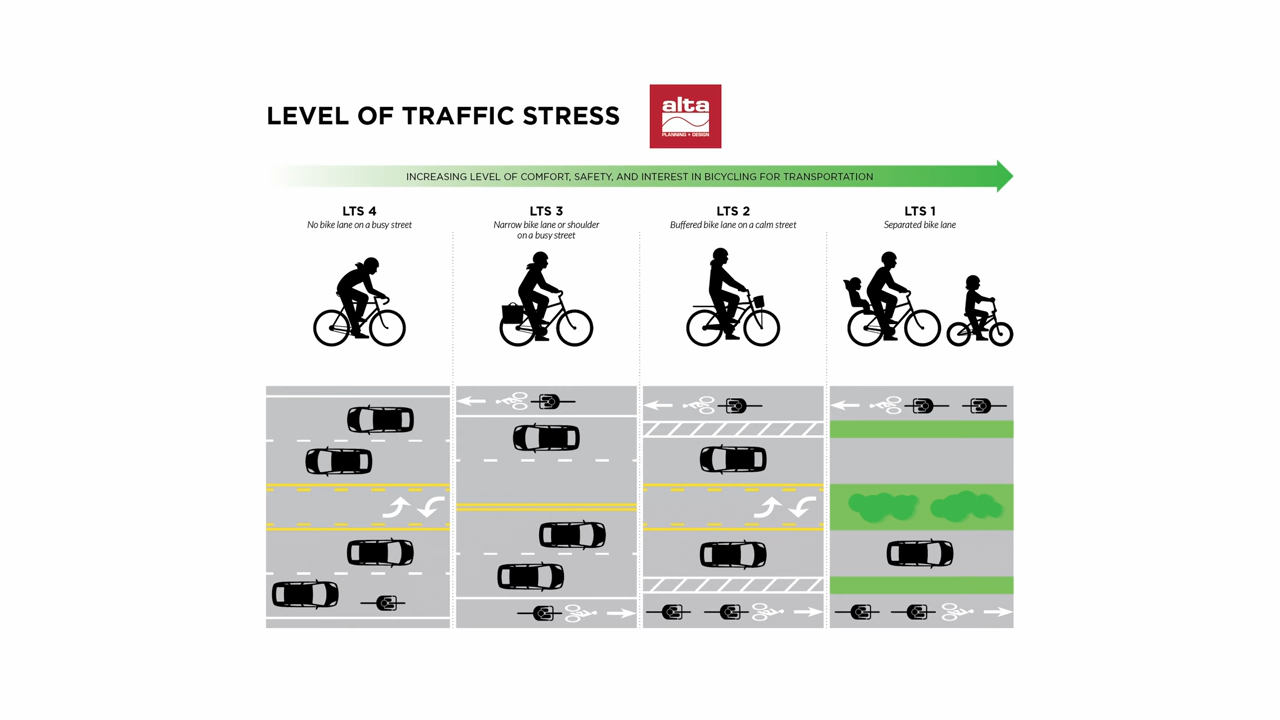 LEVEL OF TRAFFIC STRESS
alta
PLANNING + DESIGN
INCREASING LEVEL OF COMFORT, SAFETY, AND INTEREST IN BICYCLING FOR TRANSPORTATION
LTS 4
No bike lane on a busy street
LTS 3
Narrow bike lane or shoulder
on a busy street
LTS 2
Buffered bike lane on a calm street
LTS 1
Separated bike lane